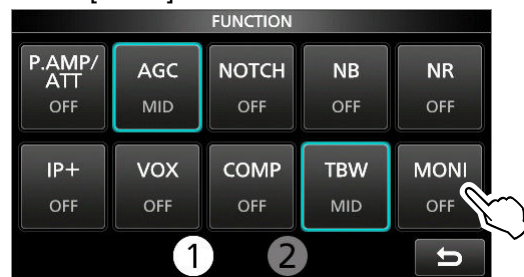 FUNCTION
P.AMP/
ATT
OFF
AGC
MID
NOTCH
OFF
NB
OFF
NR
OFF
IP+
OFF
VOX
OFF
COMP
OFF
TBW
MID
MONI
OFF
1
2